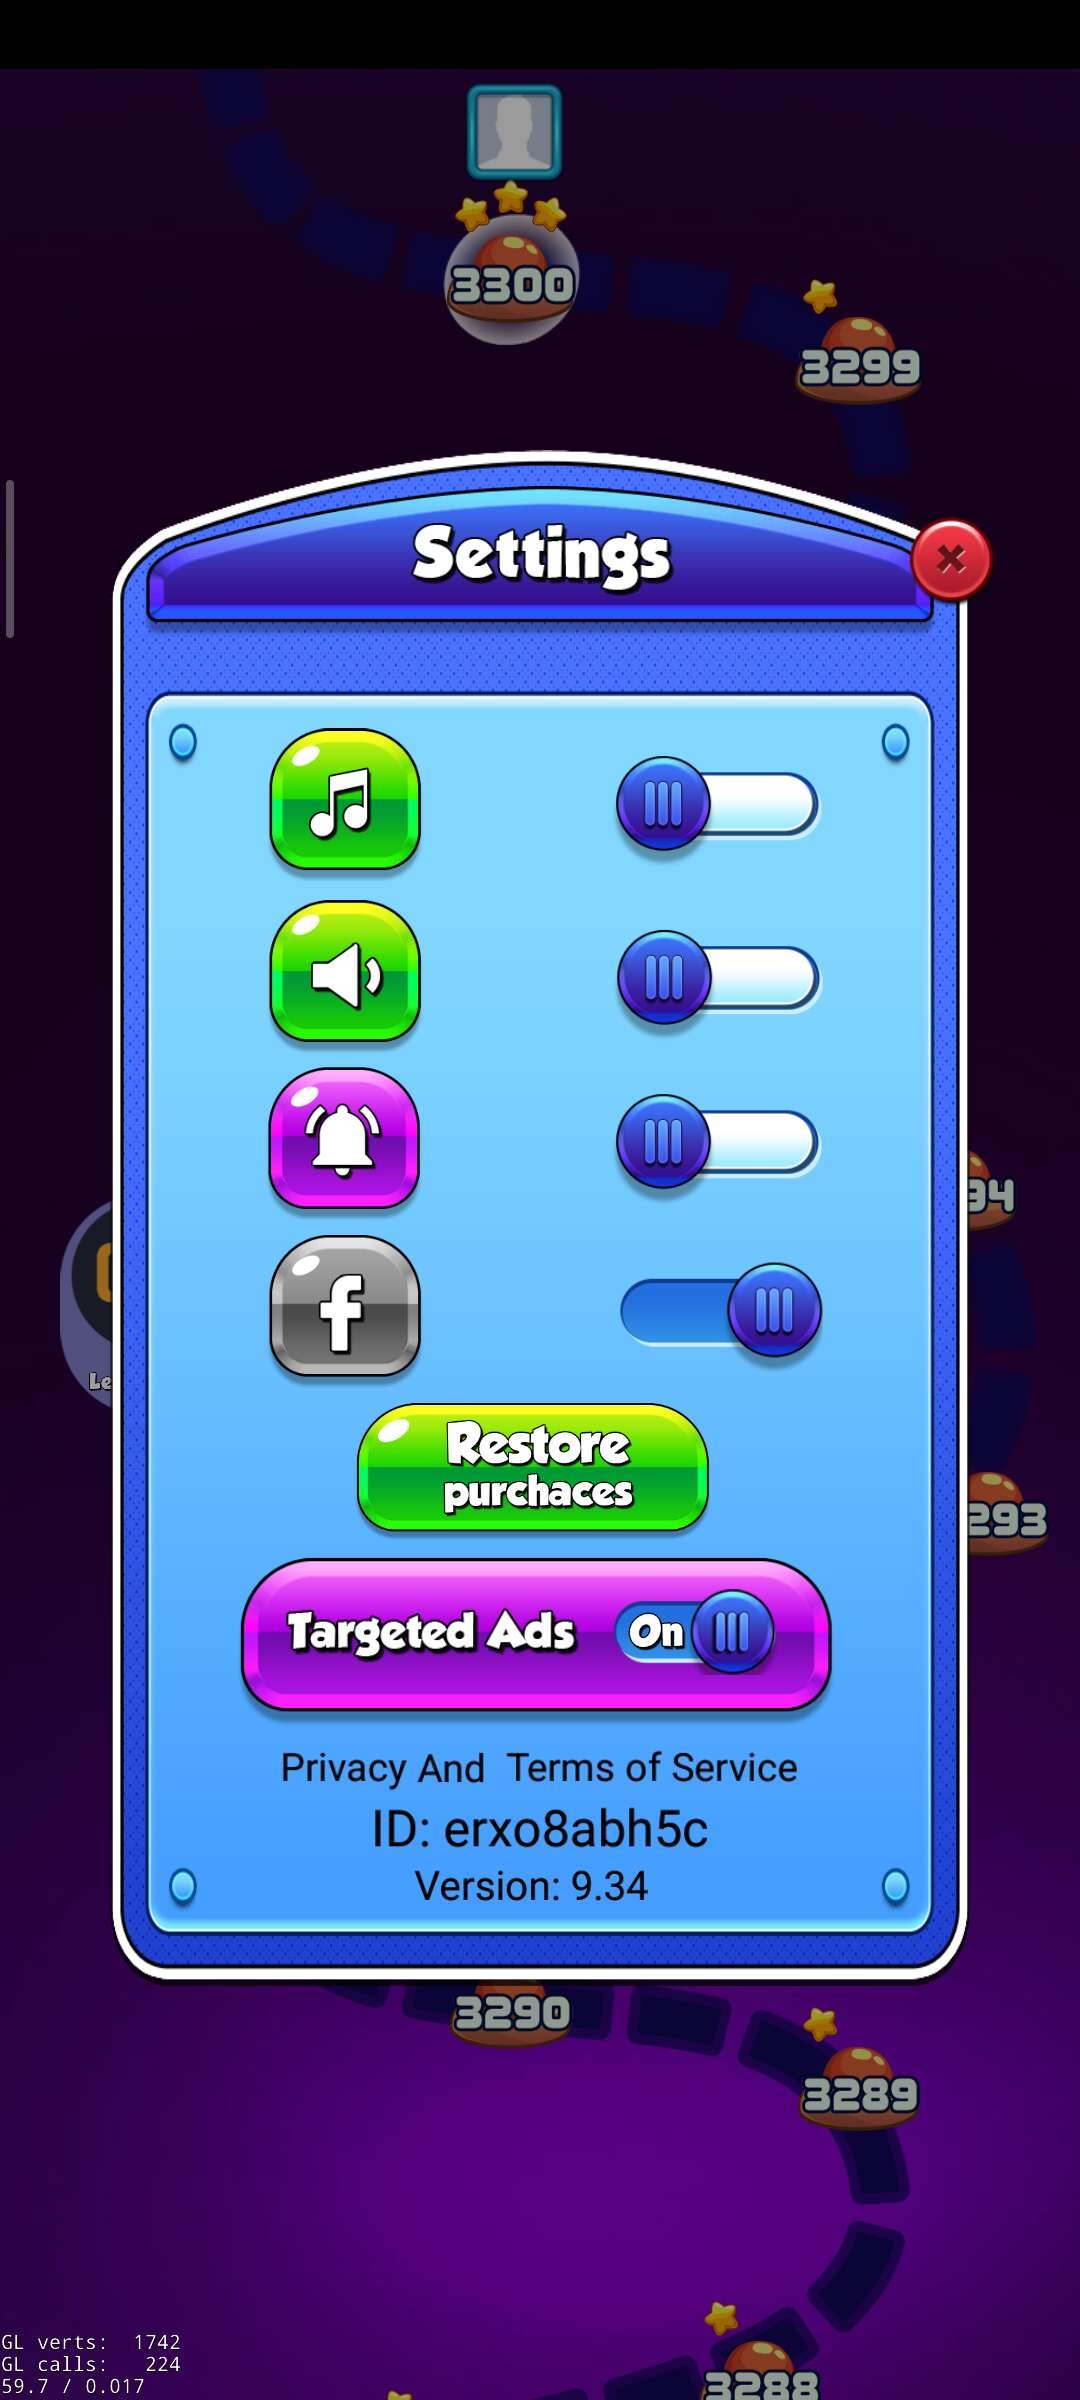 3300
3299
Settings
94
Le
293
Restore
purchaces
Targeted Ads On
Privacy And Terms of Service
ID: erxo8abh5c
Version: 9.34
3290
3289
3288
GL verts: 1742
GL calls: 224
59.7 / 0.017